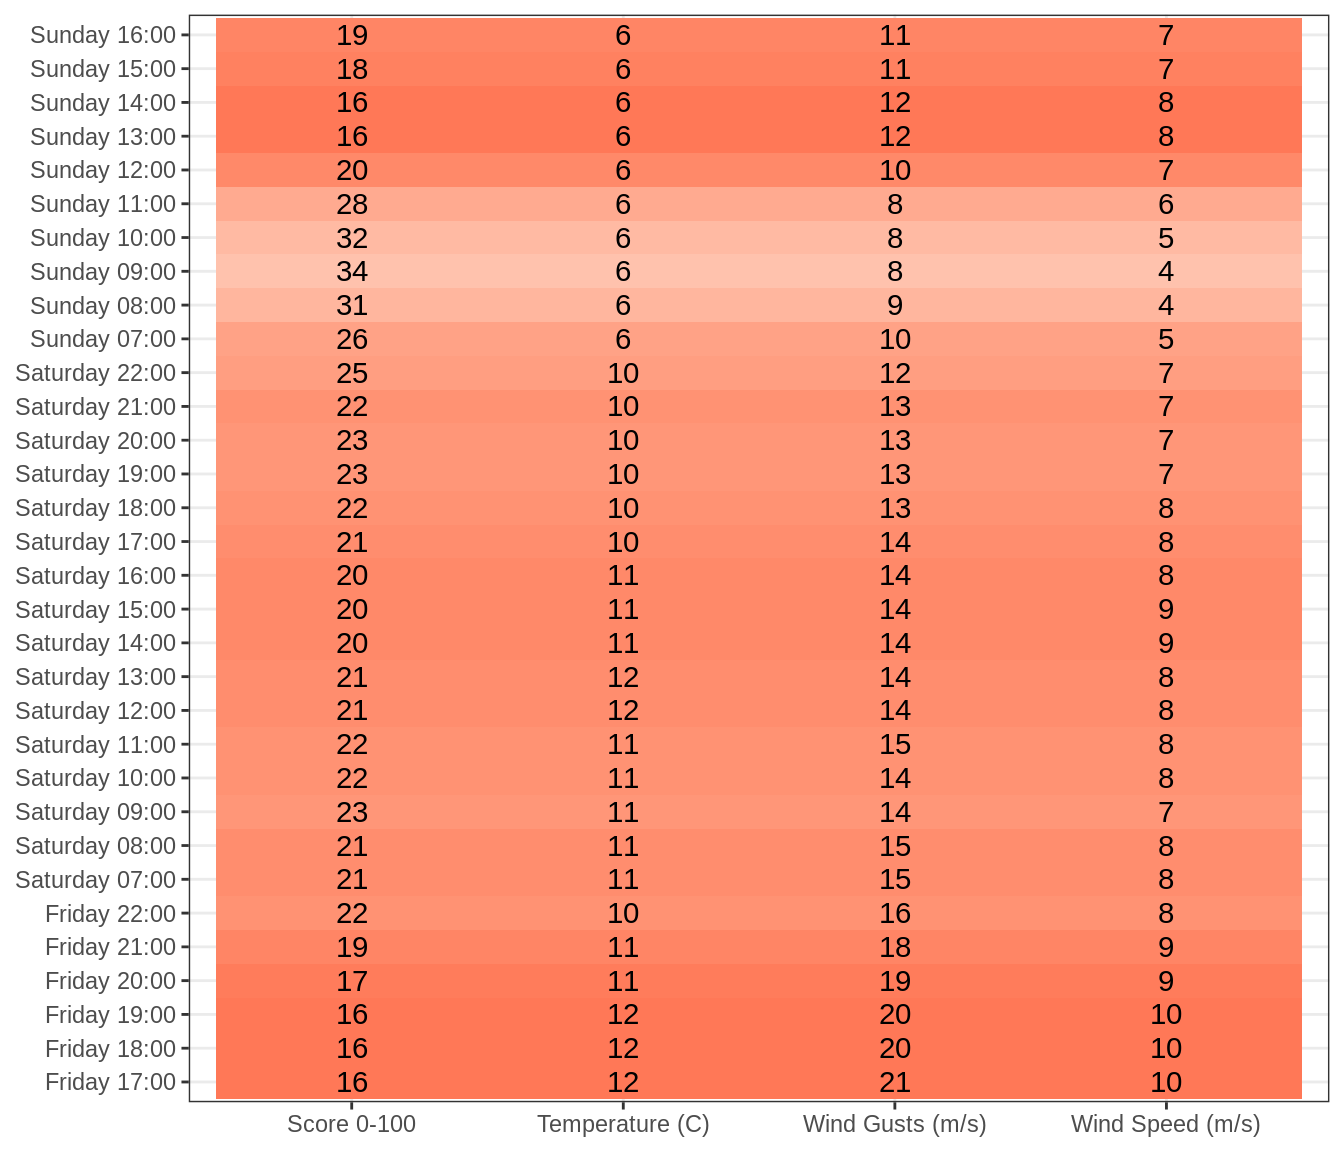 Sunday 16:00 19 6 11 7
Sunday 15:00 18 6 11 7
Sunday 14:00 16 6 12 8
Sunday 13:00 16 6 12 8
Sunday 12:00 20 6 10 7
Sunday 11:00 28 6 8 6
Sunday 10:00 32 6 8 5
Sunday 09:00 34 6 8 4
Sunday 08:00 31 6 9 4
Sunday 07:00 26 6 10 5
Saturday 22:00 25 10 12 7
Saturday 21:00 22 10 13 7
Saturday 20:00 23 10 13 7
Saturday 19:00 23 10 13 7
Saturday 18:00 22 10 13 8
Saturday 17:00 21 10 14 8
Saturday 16:00 20 11 14 8
Saturday 15:00 20 11 14 9
Saturday 14:00 20 11 14 9
Saturday 13:00 21 12 14 8
Saturday 12:00 21 12 14 8
Saturday 11:00 22 11 15 8
Saturday 10:00 22 11 14 8
Saturday 09:00 23 11 14 7
Saturday 08:00 21 11 15 8
Saturday 07:00 21 11 15 8
Friday 22:00 22 10 16 8
Friday 21:00 19 11 18 9
Friday 20:00 17 11 19 9
Friday 19:00 16 12 20 10
Friday 18:00 16 12 20 10
Friday 17:00 16 12 21 10
Score 0-100 Temperature (C) Wind Gusts (m/s) Wind Speed (m/s)